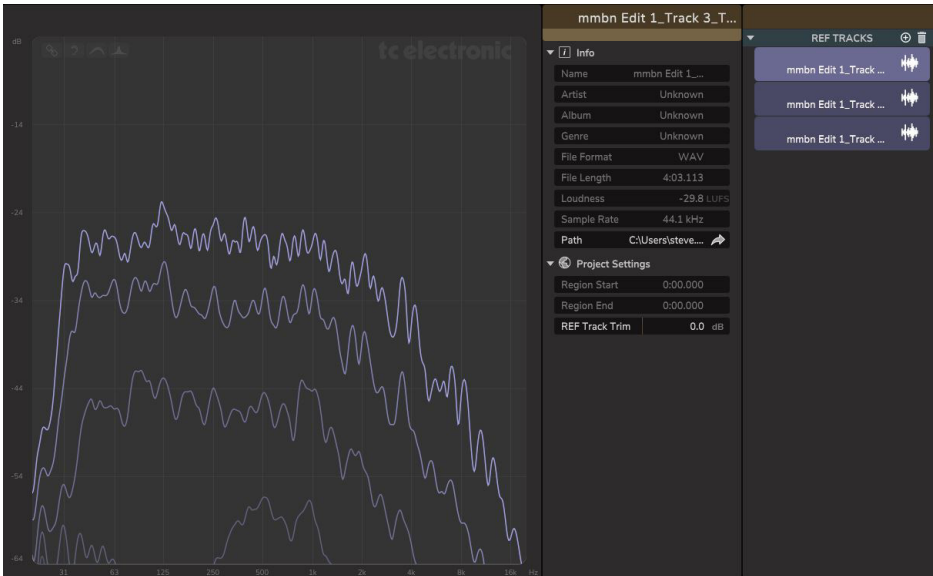 mmbn Edit 1_Track 3_T...
dB
tc electronic
-14
-24
-34
-44
-54
-64
31 63 125 250 500 1k 2k 4k 8k 16k Hz
Info
Name mmbn Edit 1_...
Artist Unknown
Album Unknown
Genre Unknown
File Format WAV
File Length 4:03.113
Loudness -29.8 LUFS
Sample Rate 44.1 kHz
Path C:\Users\steve....
Project Settings
Region Start 0:00.000
Region End 0:00.000
REF Track Trim 0.0 dB
REF TRACKS
mmbn Edit 1_Track ...
mmbn Edit 1_Track ...
mmbn Edit 1_Track ...